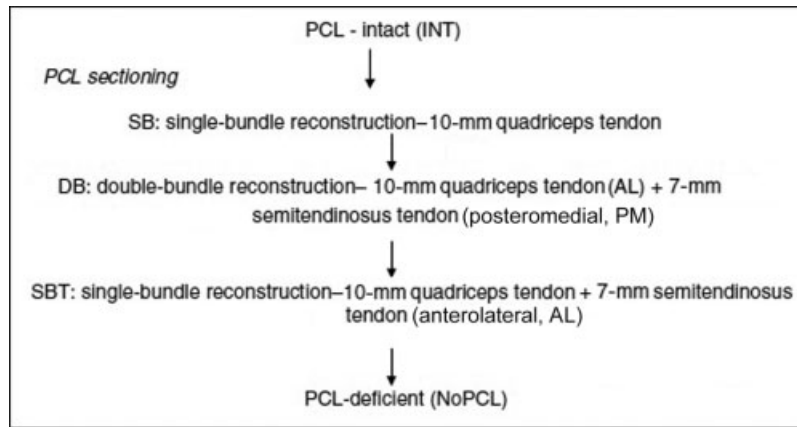 PCL - intact (INT)
PCL sectioning
SB: single-bundle reconstruction–10-mm quadriceps tendon
DB: double-bundle reconstruction– 10-mm quadriceps tendon (AL) + 7-mm
semitendinosus tendon (posteromedial, PM)
SBT: single-bundle reconstruction–10-mm quadriceps tendon + 7-mm semitendinosus
tendon (anterolateral, AL)
PCL-deficient (NoPCL)